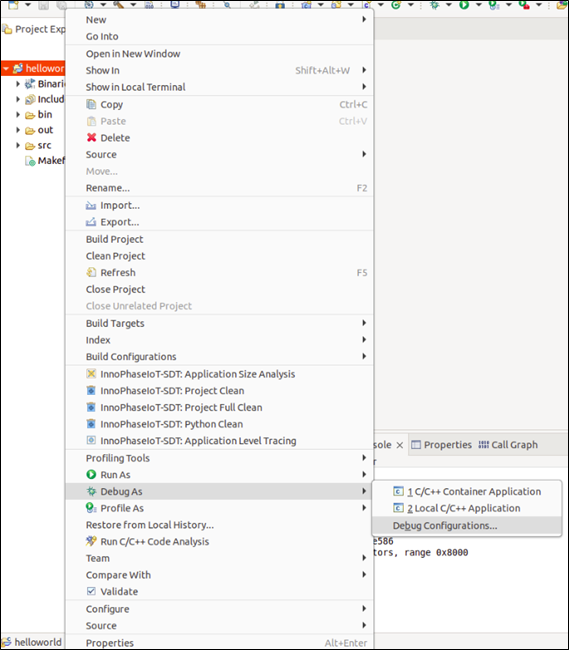 New
Project Exp
Go Into
Open in New Window
helloworl
Show In Shift+Alt+W
Binari
Show in Local Terminal
Includ
Copy Ctrl+C
bin
Paste Ctrl+V
out
Delete
src
Source
Makef
Move...
Rename... F2
Import...
Export...
Build Project
Clean Project
Refresh F5
Close Project
Close Unrelated Project
Build Targets
Index
Build Configurations
InnoPhaseIoT-SDT: Application Size Analysis
InnoPhaseIoT-SDT: Project Clean
InnoPhaseIoT-SDT: Project Full Clean
InnoPhaseIoT-SDT: Python Clean
InnoPhaseIoT-SDT: Application Level Tracing
sole Properties Call Graph
Profiling Tools
r
Run As
Debug As
1 C/C++ Container Application
Profile As
2 Local C/C++ Application
Restore from Local History...
Debug Configurations...
Run C/C++ Code Analysis
e586
tors, range 0x8000
Team
Compare With
Validate
Configure
Source
helloworld
Properties Alt+Enter